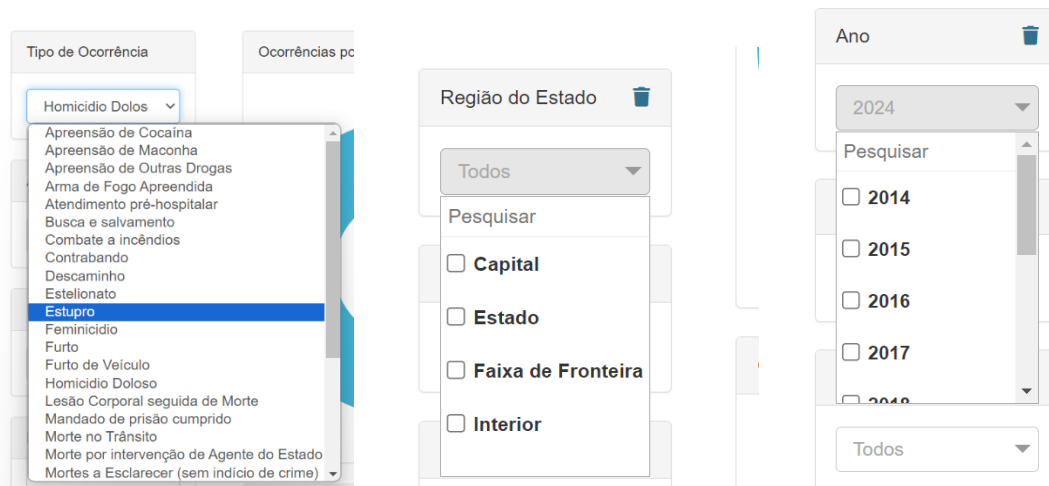 Tipo de Ocorrência
Homicidio Dolos
Apreensão de Cocaína
Apreensão de Maconha
Apreensão de Outras Drogas
Arma de Fogo Apreendida
Atendimento pré-hospitalar
Busca e salvamento
Combate a incêndios
Contrabando
Descaminho
Estelionato
Estupro
Feminicidio
Furto
Furto de Veículo
Homicidio Doloso
Lesão Corporal seguida de Morte
Mandado de prisão cumprido
Morte no Trânsito
Morte por intervenção de Agente do Estado
Mortes a Esclarecer (sem indício de crime)
Ocorrências po
Região do Estado
Todos
Pesquisar
Capital
Estado
Faixa de Fronteira
Interior
Ano
2024
Pesquisar
2014
2015
2016
2017
2018
Todos